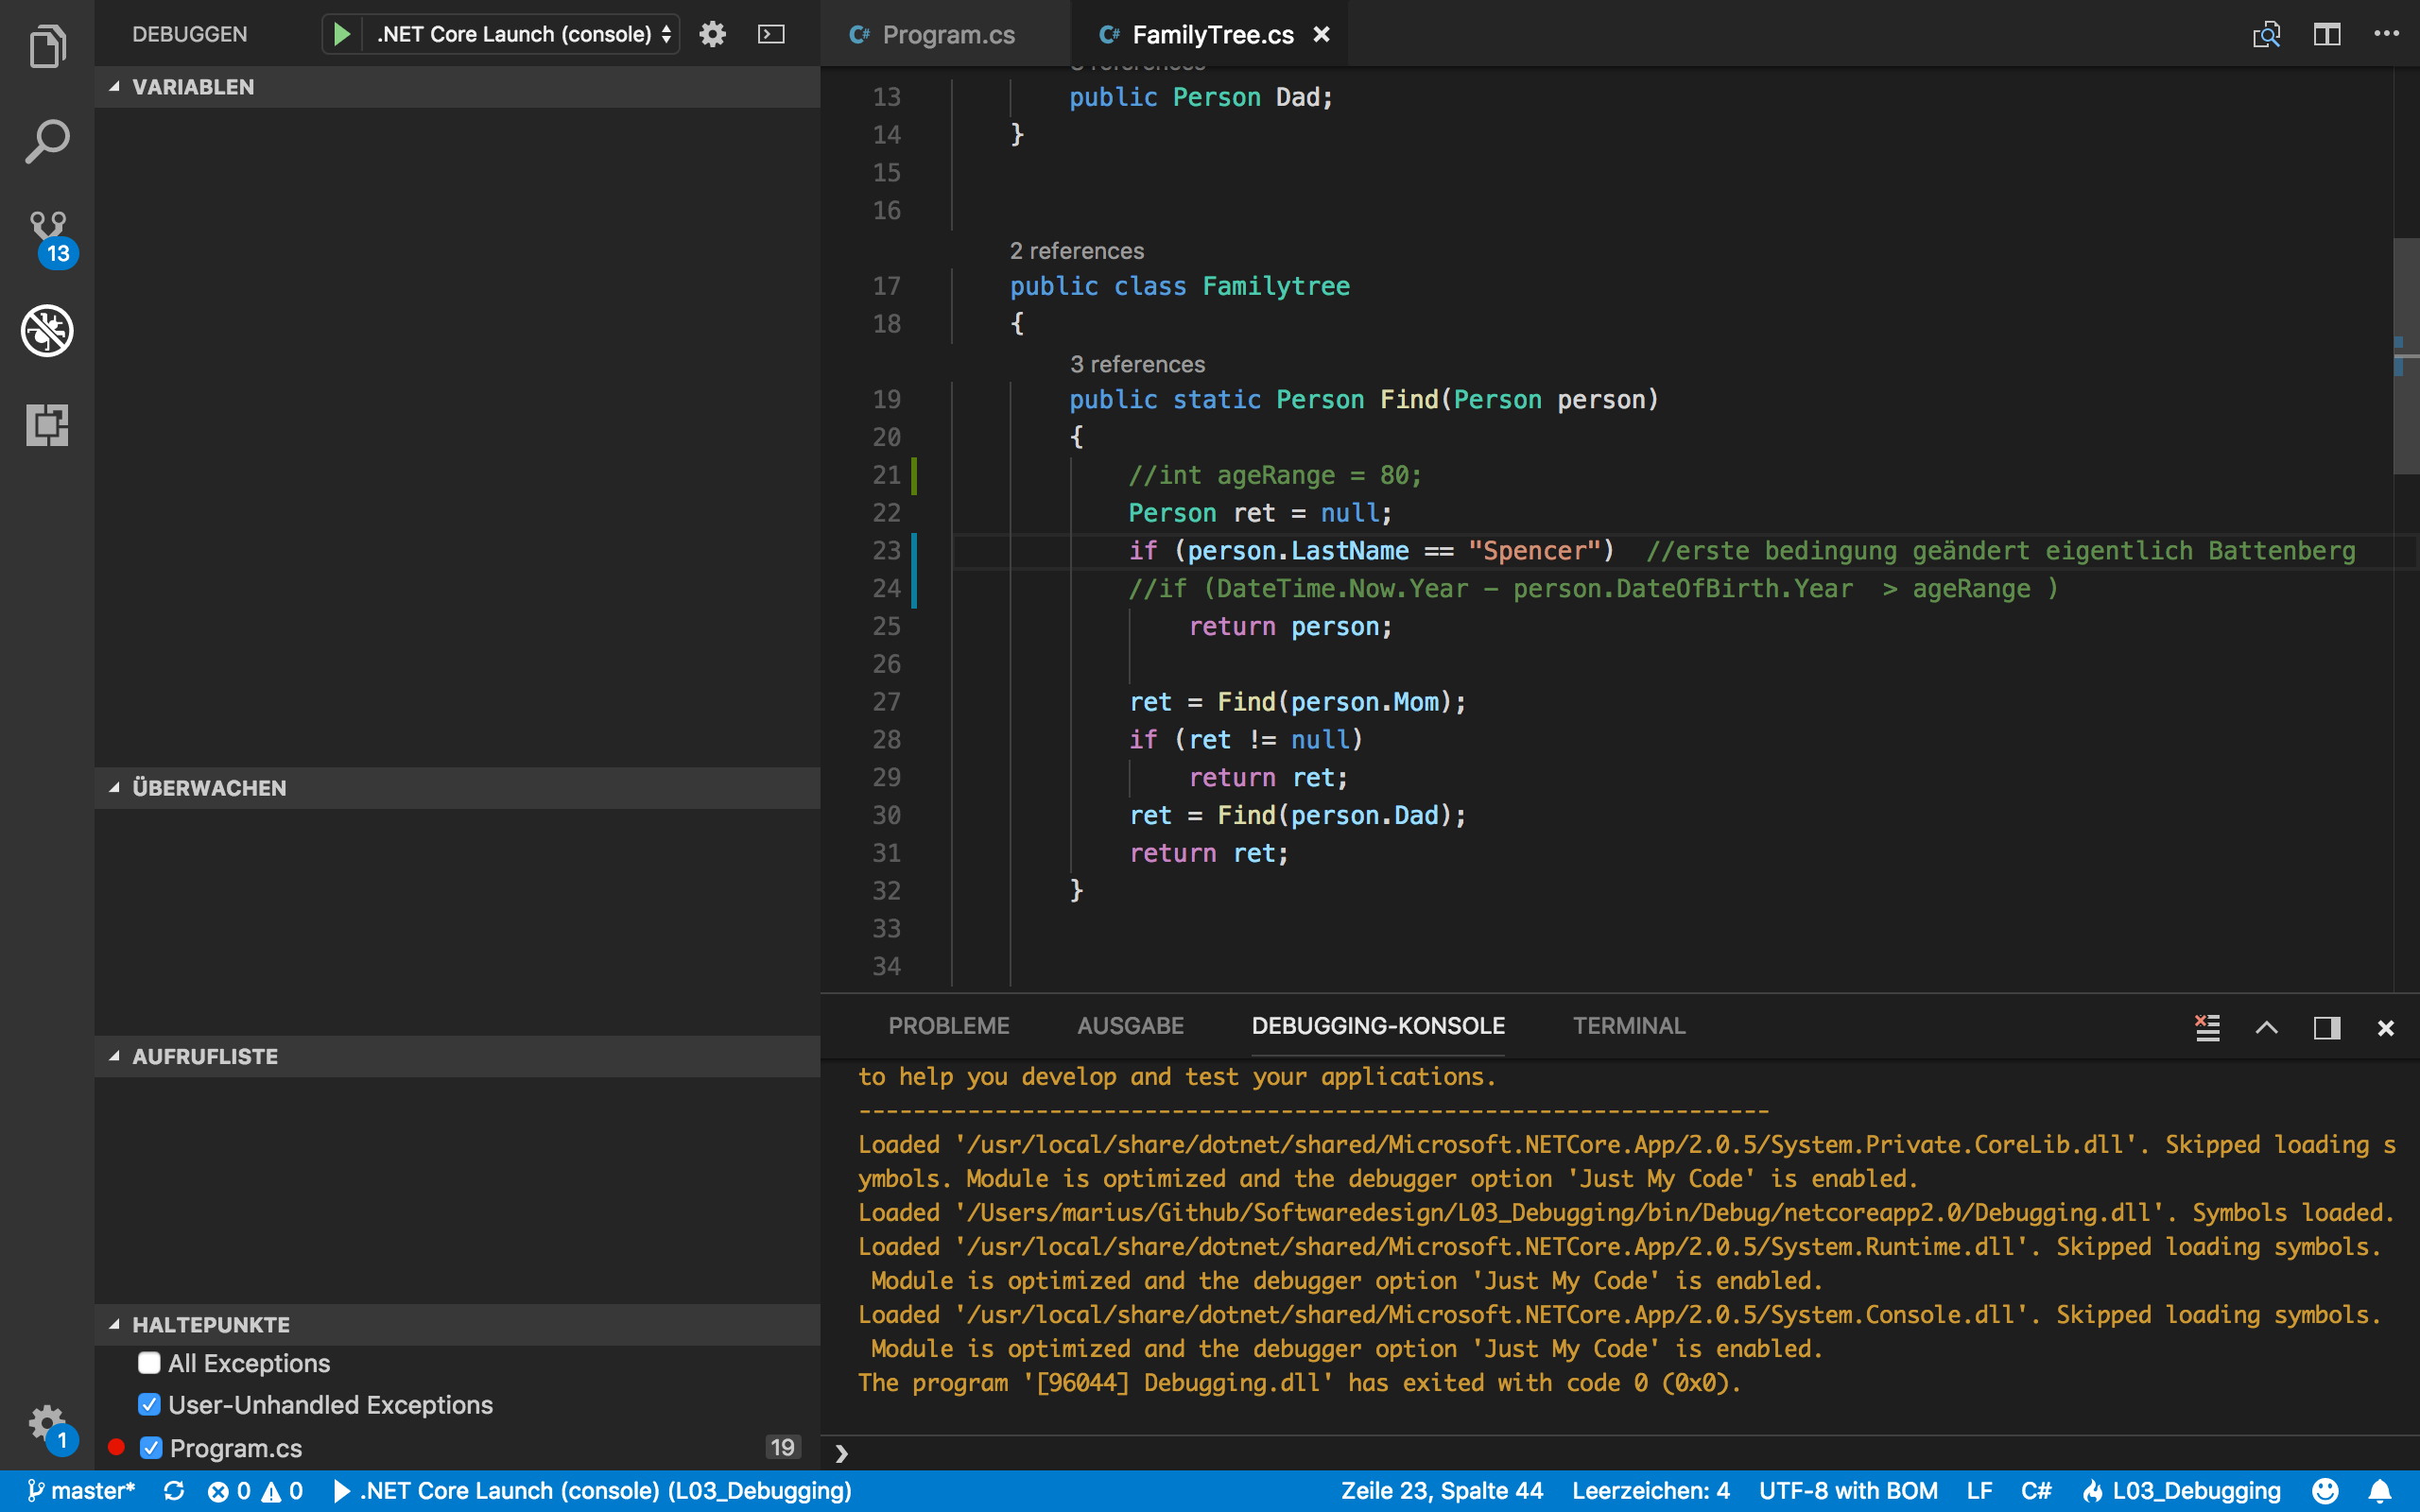 DEBUGGEN
.NET Core Launch (console)
VARIABLEN
13
ÜBERWACHEN
AUFRUFLISTE
HALTEPUNKTE
All Exceptions
User-Unhandled Exceptions
Program.cs 19
1
C# Program.cs
C# FamilyTree.cs
13 public Person Dad;
14 }
15
16
2 references
17 public class Familytree
18 {
3 references
19 public static Person Find(Person person)
20 {
21 //int ageRange = 80;
22 Person ret = null;
23 if (person.LastName == "Spencer") //erste bedingung geändert eigentlich Battenberg
24 //if (DateTime.Now.Year - person.DateOfBirth.Year > ageRange )
25 return person;
26
27 ret = Find(person.Mom);
28 if (ret != null)
29 return ret;
30 ret = Find(person.Dad);
31 return ret;
32 }
33
34
PROBLEME AUSGABE DEBUGGING-KONSOLE TERMINAL
to help you develop and test your applications.
-------------------------------------------------------------------
Loaded '/usr/local/share/dotnet/shared/Microsoft.NETCore.App/2.0.5/System.Private.CoreLib.dll'. Skipped loading s
ymbols. Module is optimized and the debugger option 'Just My Code' is enabled.
Loaded '/Users/marius/Github/Softwaredesign/L03_Debugging/bin/Debug/netcoreapp2.0/Debugging.dll'. Symbols loaded.
Loaded '/usr/local/share/dotnet/shared/Microsoft.NETCore.App/2.0.5/System.Runtime.dll'. Skipped loading symbols.
Module is optimized and the debugger option 'Just My Code' is enabled.
Loaded '/usr/local/share/dotnet/shared/Microsoft.NETCore.App/2.0.5/System.Console.dll'. Skipped loading symbols.
Module is optimized and the debugger option 'Just My Code' is enabled.
The program '[96044] Debugging.dll' has exited with code 0 (0x0).
master* 0 0 .NET Core Launch (console) (L03_Debugging) Zeile 23, Spalte 44 Leerzeichen: 4 UTF-8 with BOM LF C# L03_Debugging